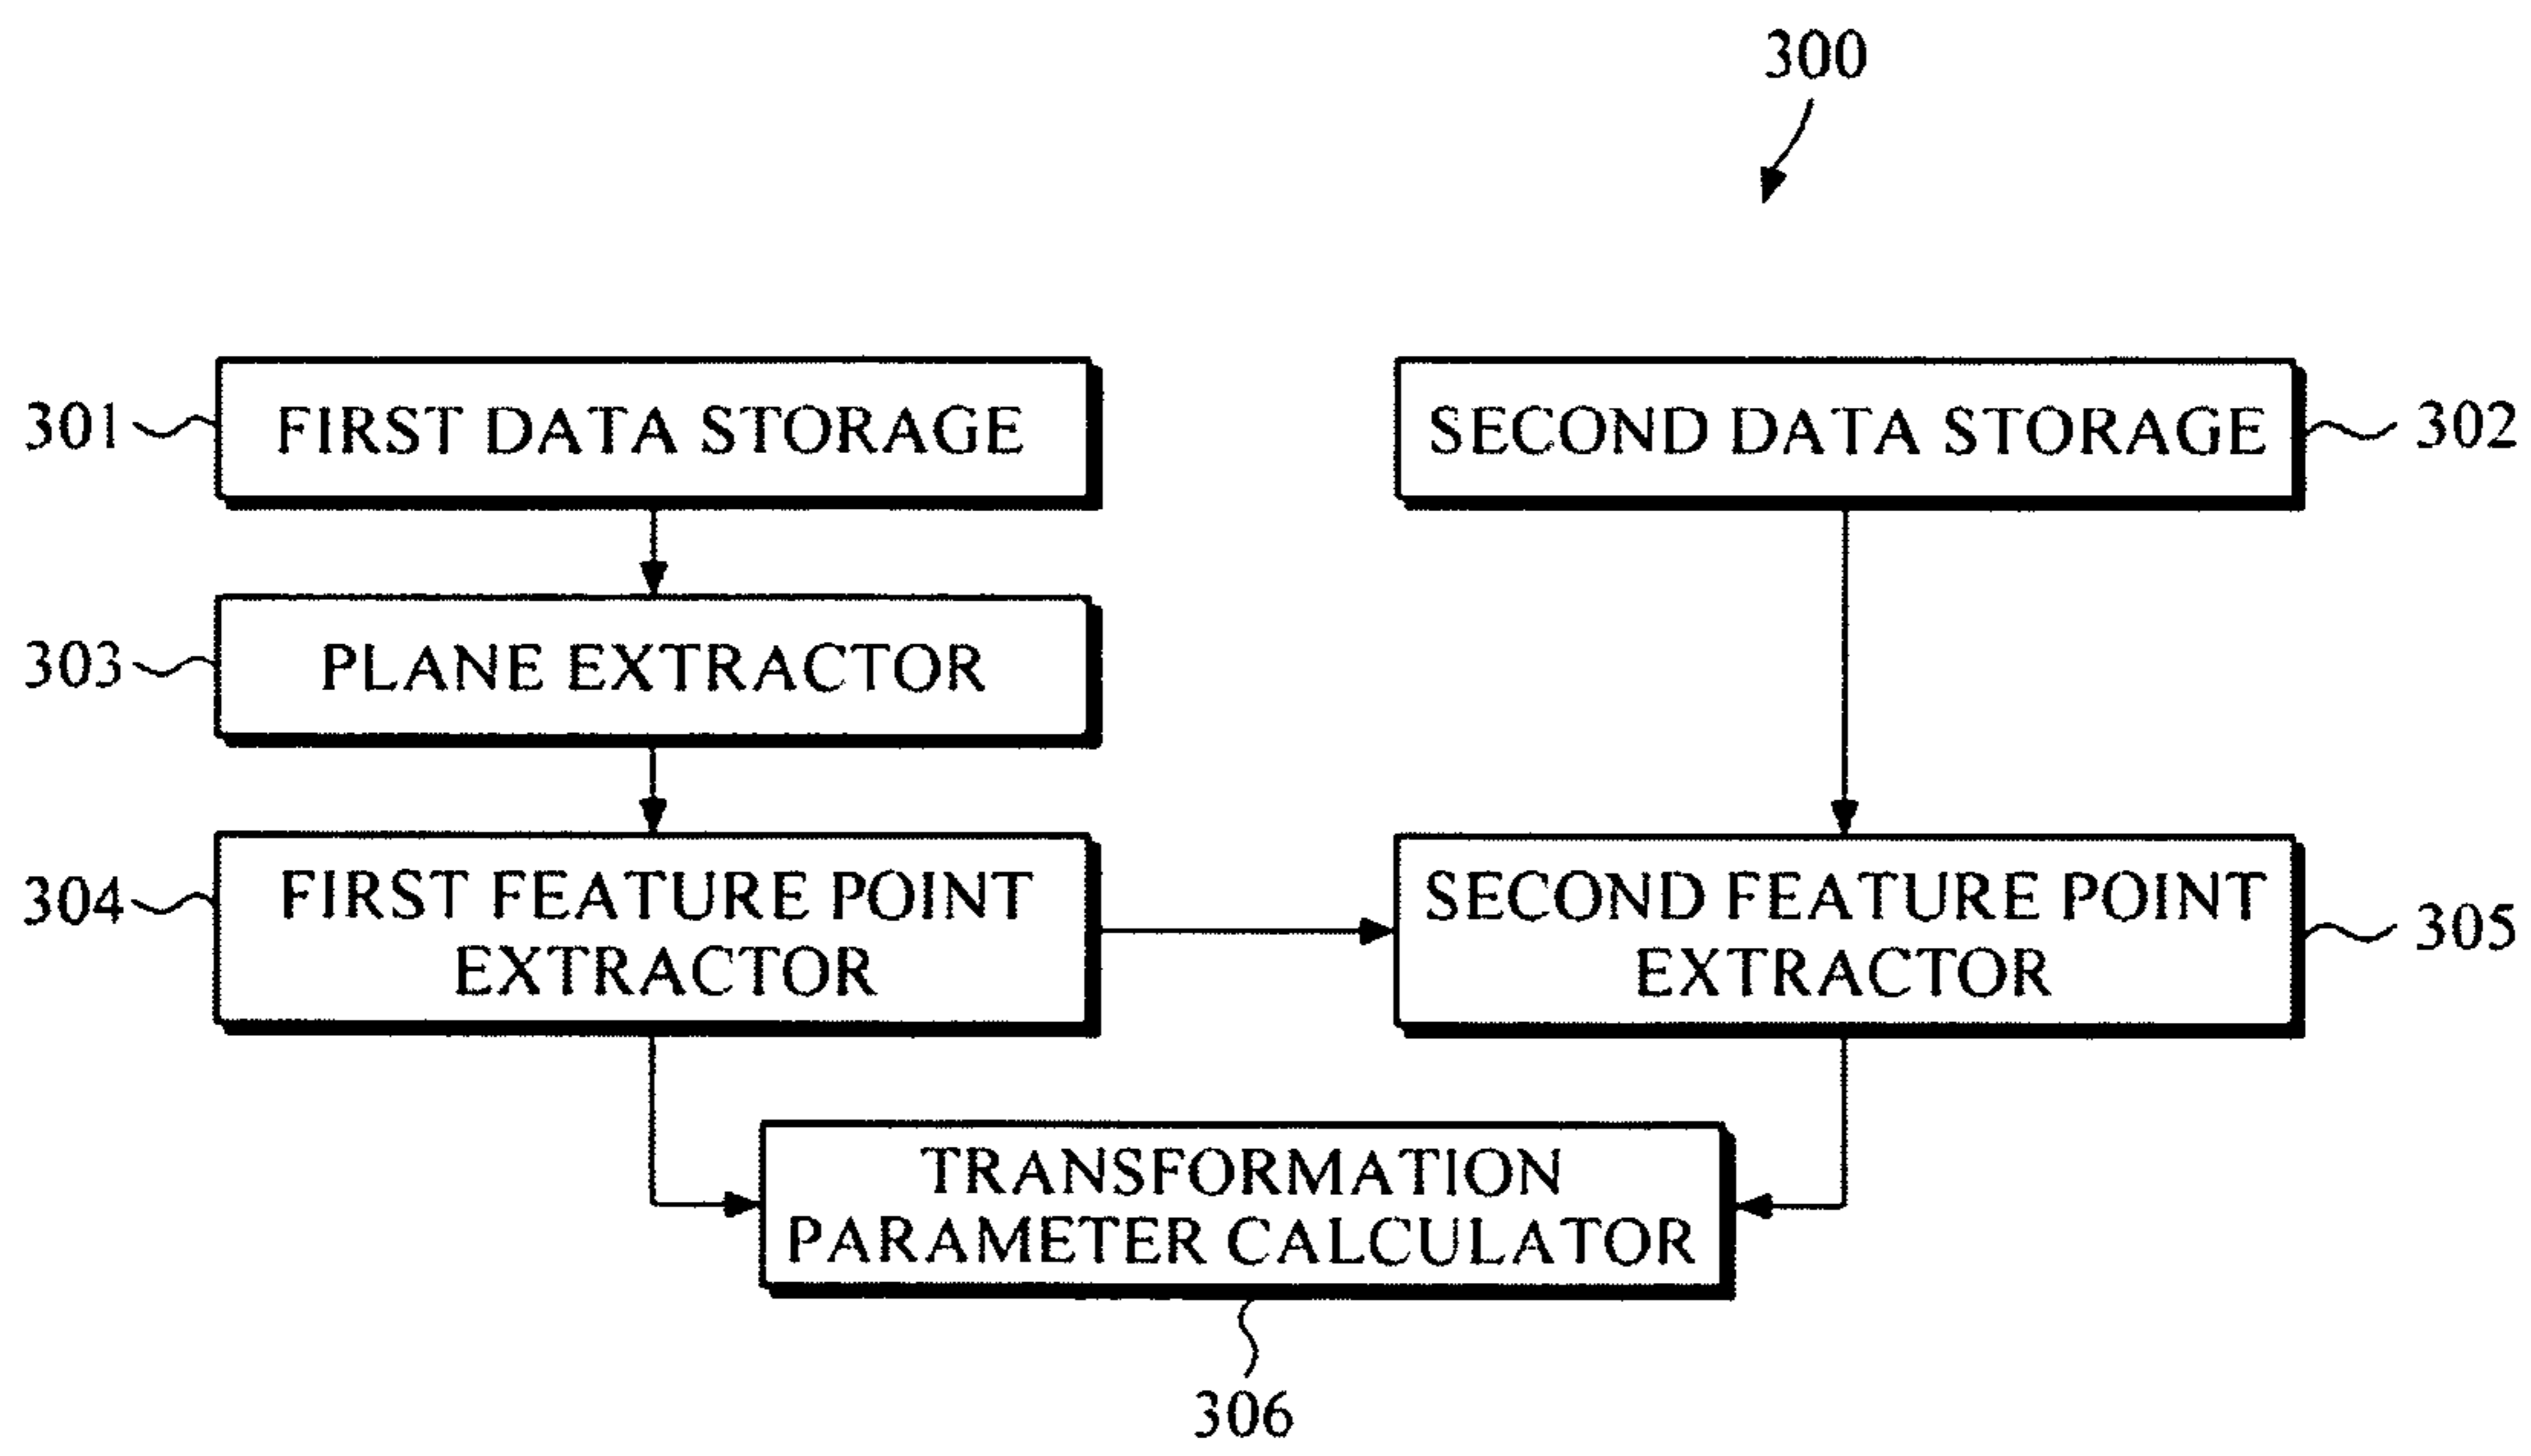 300
301
FIRST DATA STORAGE
SECOND DATA STORAGE
302
303
PLANE EXTRACTOR
304
FIRST FEATURE POINT
EXTRACTOR
SECOND FEATURE POINT
EXTRACTOR
305
TRANSFORMATION
PARAMETER CALCULATOR
306